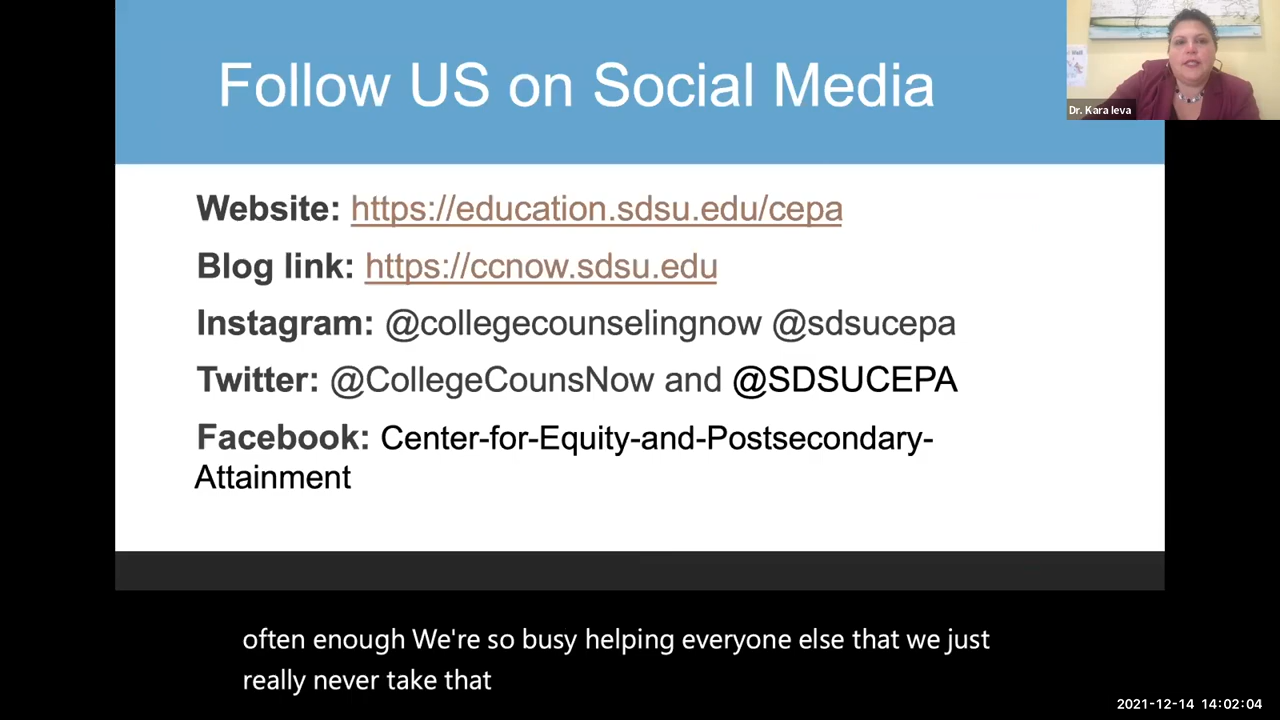 Follow US on Social Media
Dr. Kara Ieva
Website: https://education.sdsu.edu/cepa
Blog link: https://ccnow.sdsu.edu
Instagram: @collegecounselingnow @sdsucepa
Twitter: @CollegeCounsNow and @SDSUCEPA
Facebook: Center-for-Equity-and-Postsecondary-
Attainment
often enough We're so busy helping everyone else that we just
really never take that
2021-12-14 14:02:04